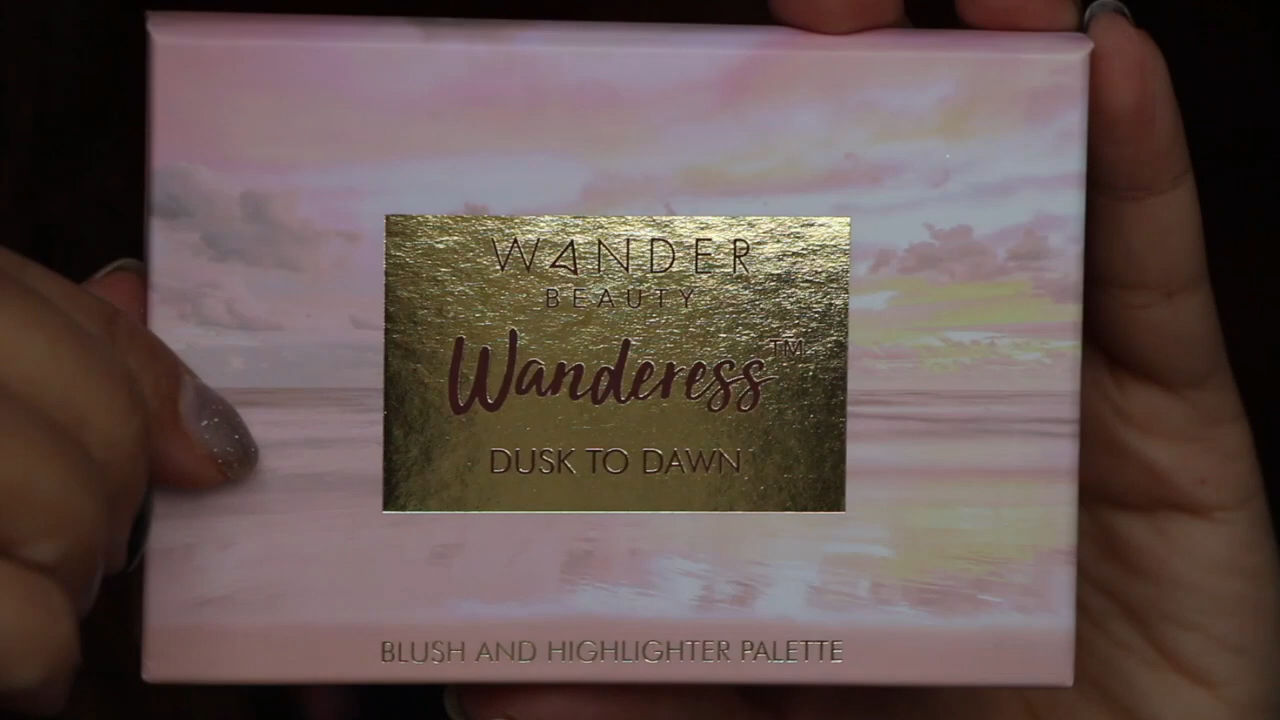 WANDER
BEAUTY
Wanderess™
DUSK TO DAWN
BLUSH AND HIGHLIGHTER PALETTE